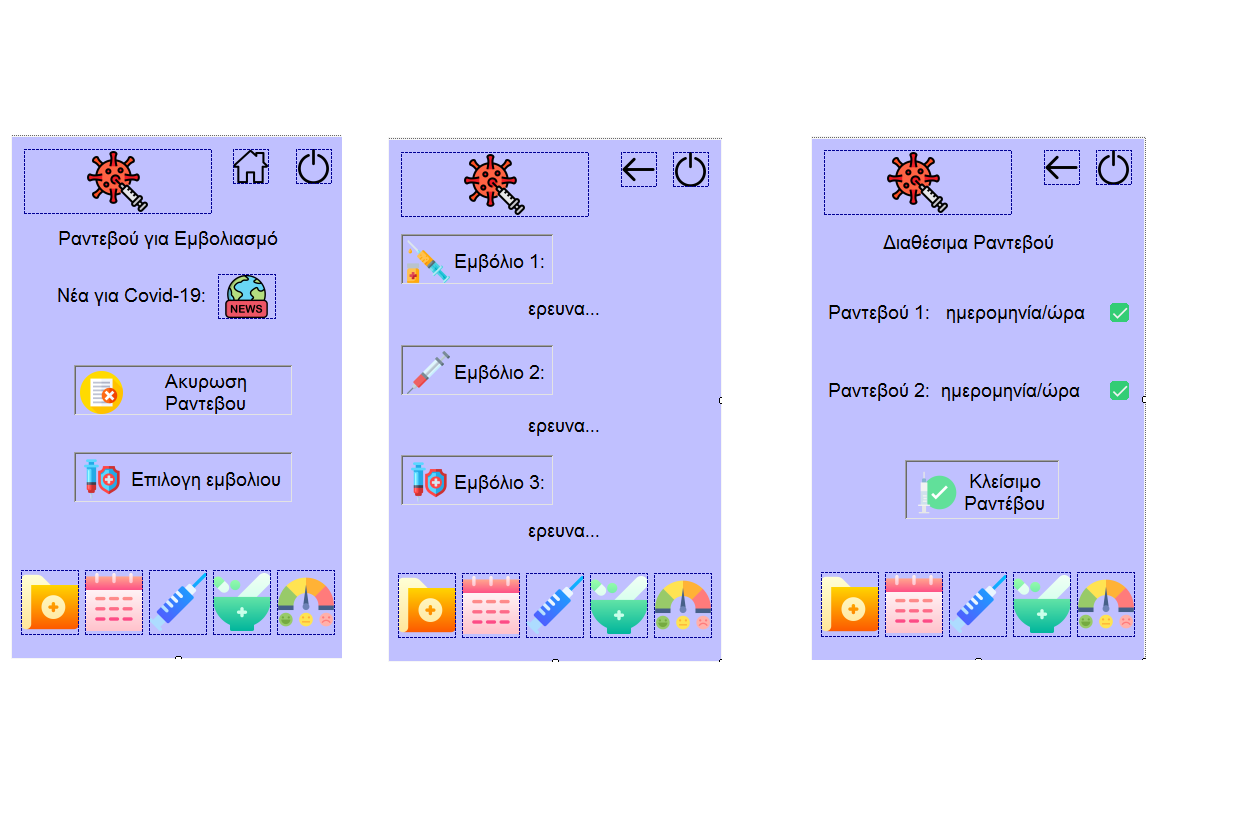 Ραντεβού για Εμβολιασμό
Νέα για Covid-19:
NEWS
Ακυρωση
Ραντεβου
Επιλογη εμβολιου
Εμβόλιο 1:
ερευνα...
Εμβόλιο 2:
ερευνα...
Εμβόλιο 3:
ερευνα...
Διαθέσιμα Ραντεβού
Ραντεβού 1: ημερομηνία/ώρα
Ραντεβού 2: ημερομηνία/ώρα
Κλείσιμο
Ραντέβου